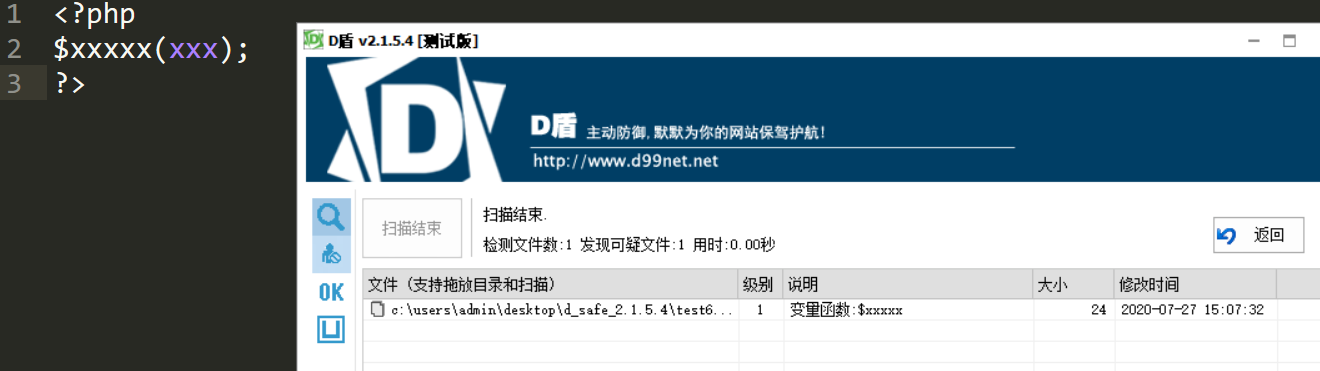 1 <?php
2 $xxxxx(xxx);
3 ?>
D盾 v2.1.5.4 [测试版]
D盾 主动防御,默默为你的网站保驾护航!
http://www.d99net.net
扫描结束
扫描结束.
检测文件数:1 发现可疑文件:1 用时:0.00秒
返回
OK
文件 (支持拖放目录和扫描) 级别 说明 大小 修改时间
c:\users\admin\desktop\d_safe_2.1.5.4\test6... 1 变量函数:$xxxxx 24 2020-07-27 15:07:32